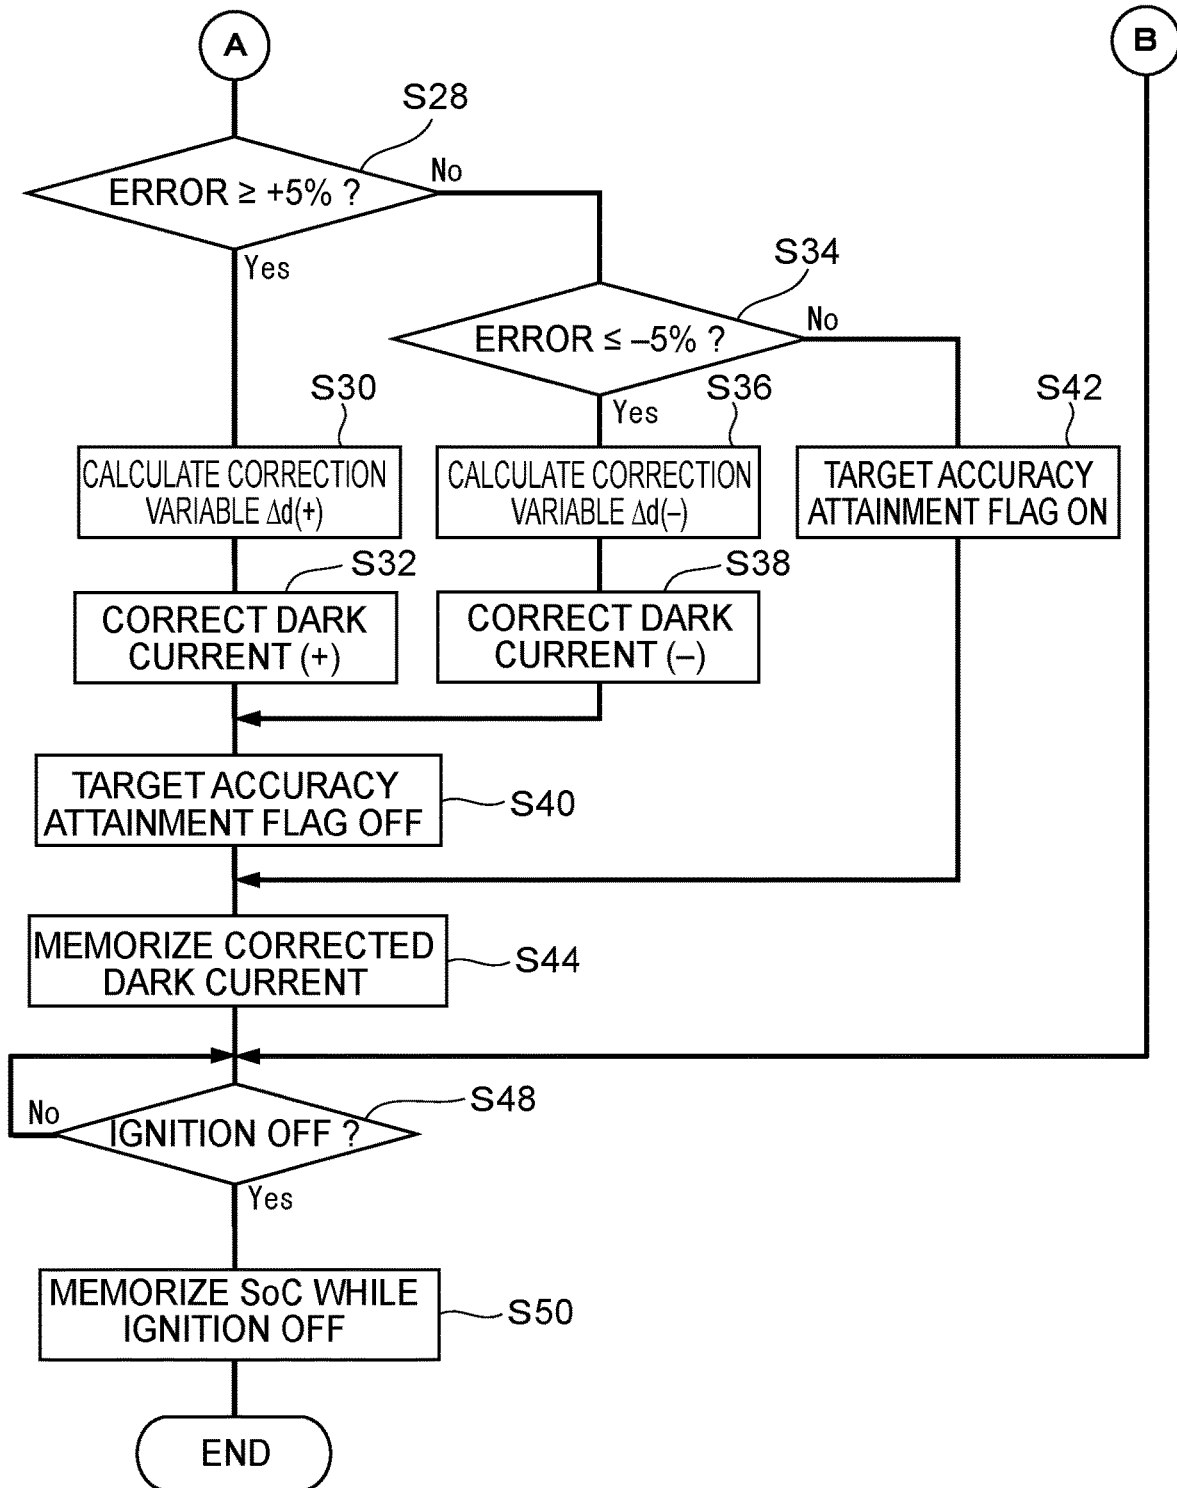 A
B
S28
ERROR ≥ +5% ?
No
Yes
S34
ERROR ≤ –5% ?
No
Yes
S30
CALCULATE CORRECTION
VARIABLE Δd(+)
S36
CALCULATE CORRECTION
VARIABLE Δd(–)
S42
TARGET ACCURACY
ATTAINMENT FLAG ON
S32
CORRECT DARK
CURRENT (+)
S38
CORRECT DARK
CURRENT (–)
TARGET ACCURACY
ATTAINMENT FLAG OFF
S40
MEMORIZE CORRECTED
DARK CURRENT
S44
S48
No
IGNITION OFF ?
Yes
MEMORIZE SoC WHILE
IGNITION OFF
S50
END